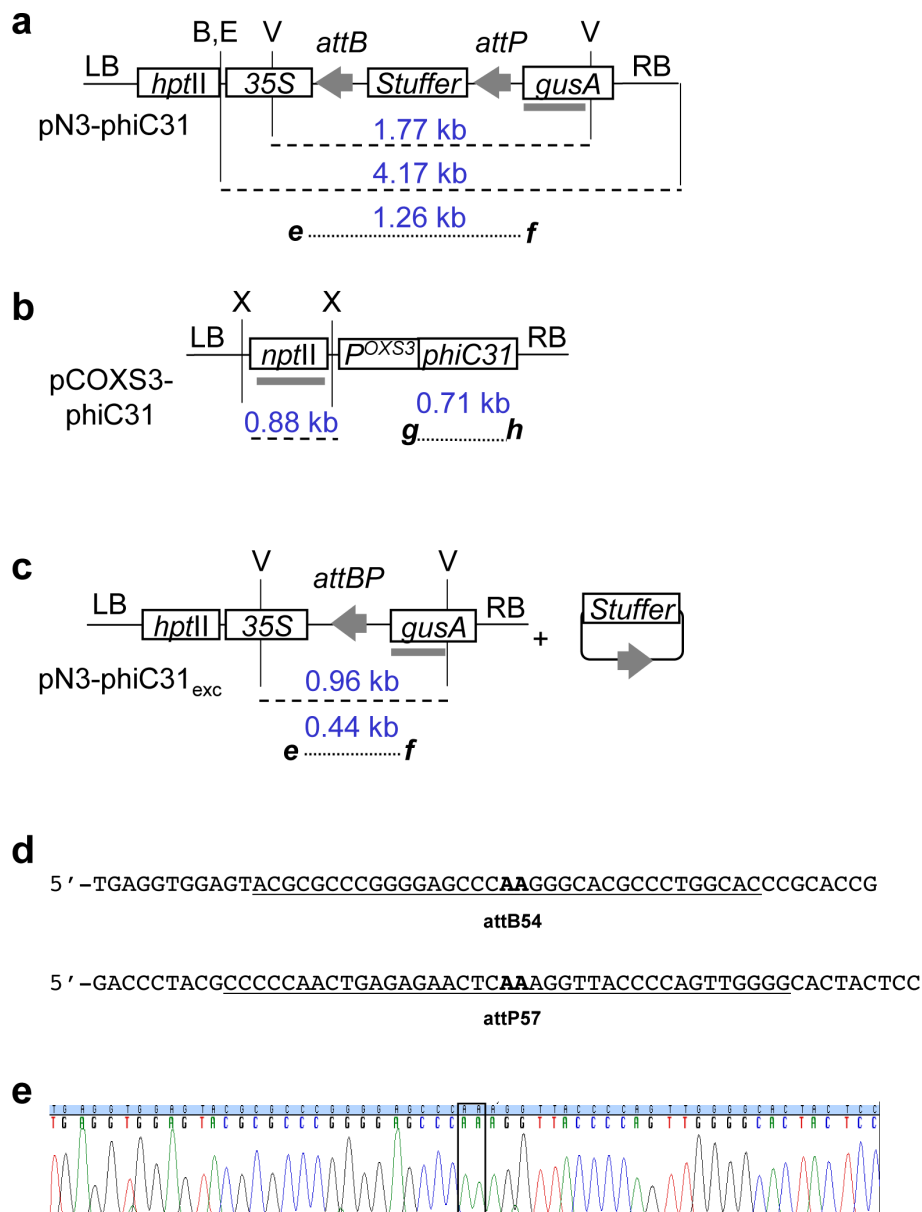 a
B,E V attB attP V
LB hptII 35S Stuffer gusA RB
pN3-phiC31
1.77 kb
4.17 kb
1.26 kb
e f
b
X X
LB nptII P^OXS3 phiC31 RB
pCOXS3-
phiC31
0.88 kb 0.71 kb
g h
c
V attBP V
LB hptII 35S gusA RB + Stuffer
pN3-phiC31exc
0.96 kb
0.44 kb
e f
d
5′-TGAGGTGGAGTACGCGCCCGGGGAGCCCAAGGGCACGCCCTGGCACCCGCACCG
attB54
5′-GACCCTACGCCCCCAACTGAGAGAACTCAAAGGTTACCCCAGTTGGGGCACTACTCC
attP57
e
TGAGGTGGAGTACGCGCCCGGGGAGCCCAAAGGTTACCCCAGTTGGGGCACTACTCC
TGAGGTGGAGTACGCGCCCGGGGAGCCCAAAGGTTACCCCAGTTGGGGCACTACTCC